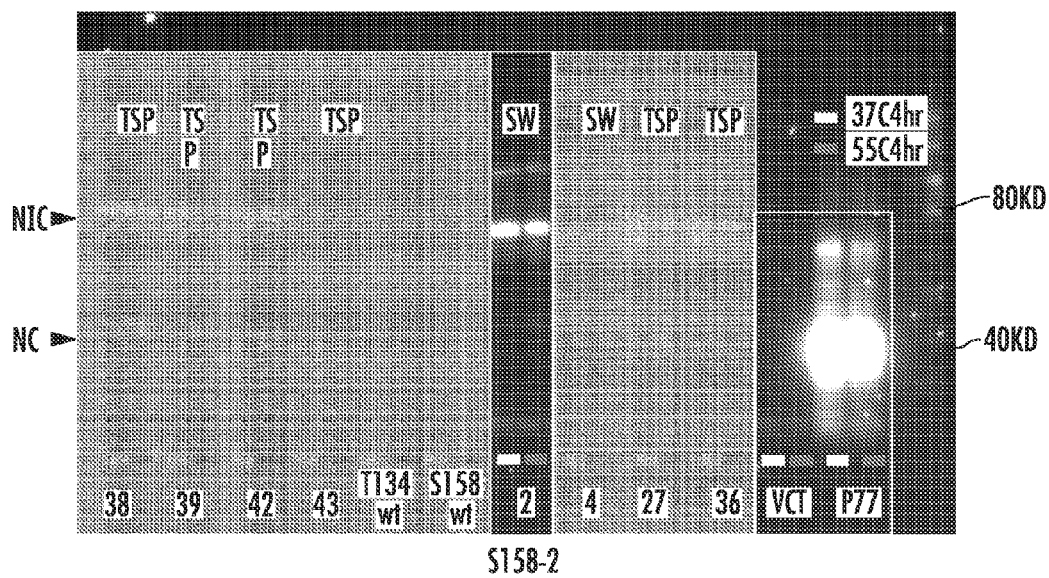 TSP TS P TS P TSP SW SW TSP TSP 37C4hr
55C4hr
NIC 80KD
NC 40KD
38 39 42 43 T134 wt S158 wt 2 4 27 36 VCT P77
S158-2